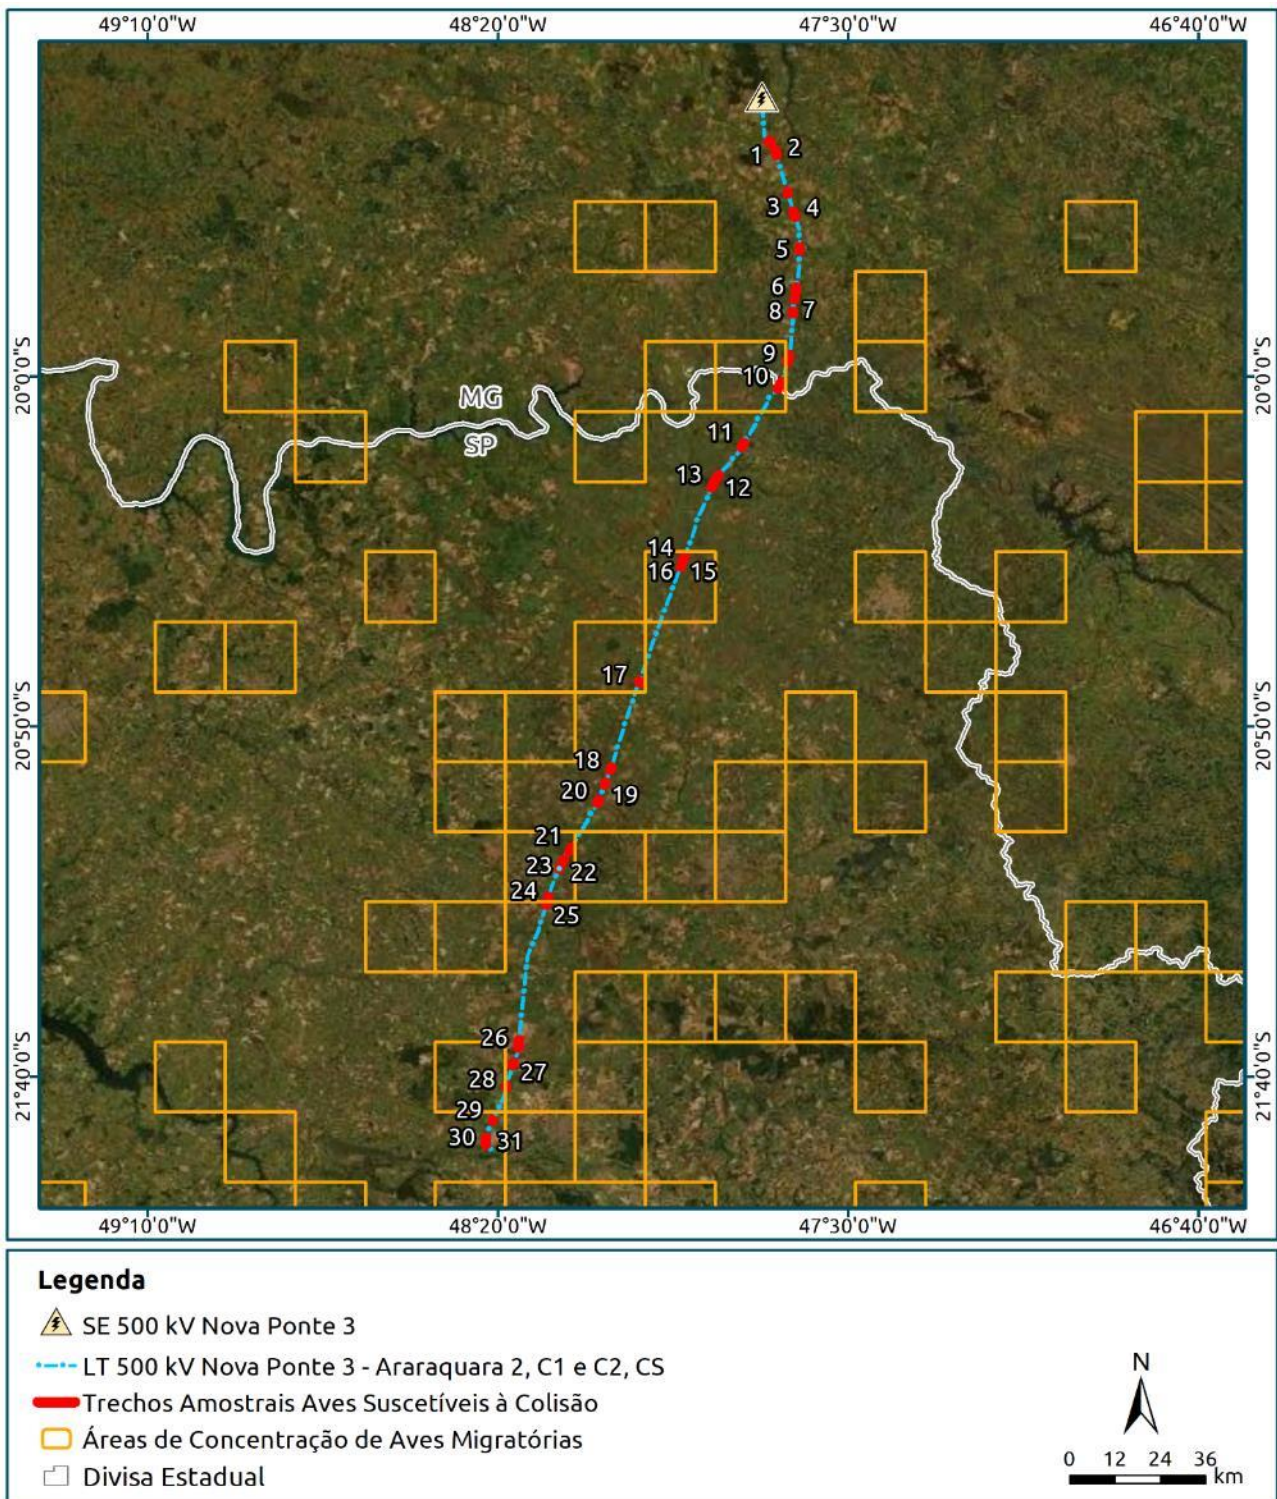 49°10'0"W 48°20'0"W 47°30'0"W 46°40'0"W
1 2
3 4
5
6
8 7
9
20°0'0"S 10 20°0'0"S
MG
SP
11
13 12
14
16 15
17
20°50'0"S 20°50'0"S
18
20 19
21
23 22
24
25
26
21°40'0"S 28 27 21°40'0"S
29
30 31
49°10'0"W 48°20'0"W 47°30'0"W 46°40'0"W
Legenda
SE 500 kV Nova Ponte 3
LT 500 kV Nova Ponte 3 - Araraquara 2, C1 e C2, CS
Trechos Amostrais Aves Suscetíveis à Colisão
Áreas de Concentração de Aves Migratórias
Divisa Estadual
N
0 12 24 36
km